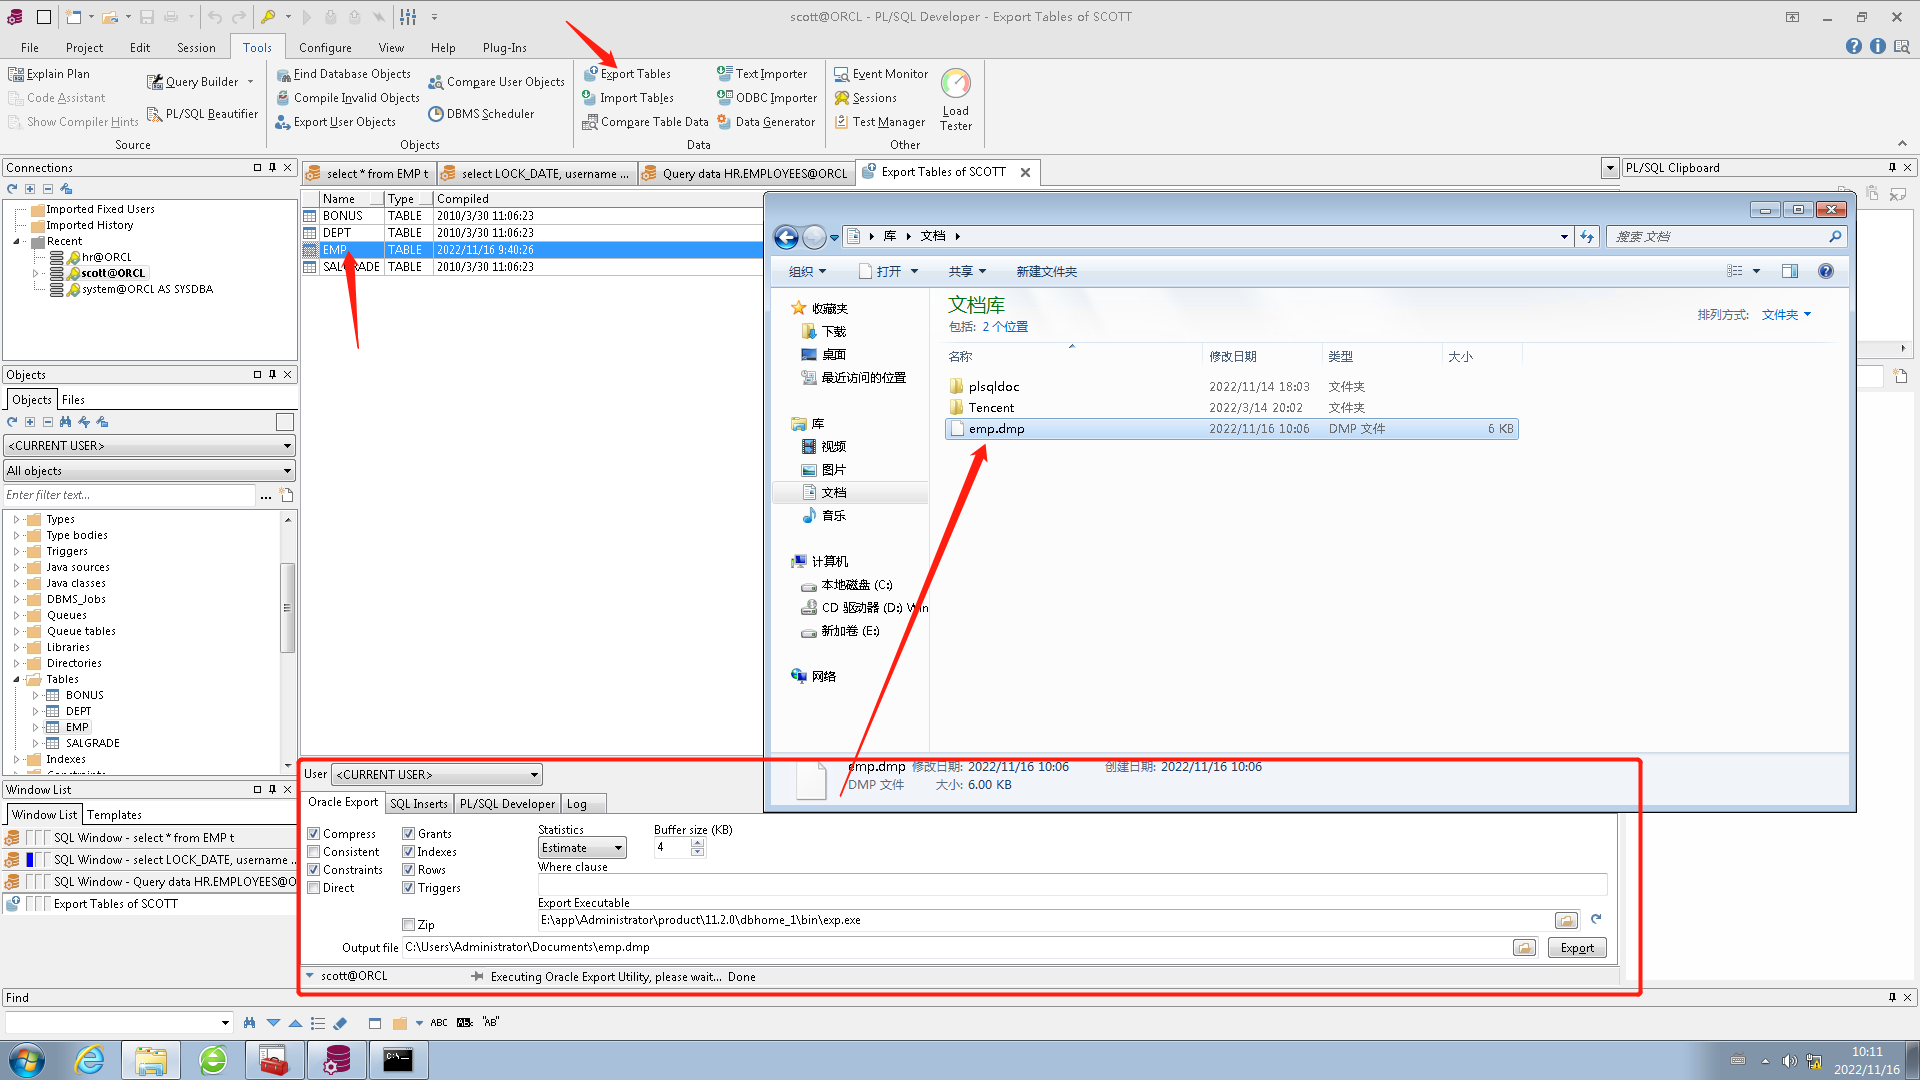 scott@ORCL - PL/SQL Developer - Export Tables of SCOTT
File Project Edit Session Tools Configure View Help Plug-Ins
Explain Plan
Code Assistant
Show Compiler Hints
Query Builder
PL/SQL Beautifier
Source
Find Database Objects
Compile Invalid Objects
Export User Objects
Compare User Objects
DBMS Scheduler
Objects
Export Tables
Import Tables
Compare Table Data
Text Importer
ODBC Importer
Data Generator
Data
Event Monitor
Sessions
Test Manager
Load
Tester
Other
Connections
Imported Fixed Users
Imported History
Recent
hr@ORCL
scott@ORCL
system@ORCL AS SYSDBA
Objects
Objects Files
<CURRENT USER>
All objects
Enter filter text...
...
Types
Type bodies
Triggers
Java sources
Java classes
DBMS_Jobs
Queues
Queue tables
Libraries
Directories
Tables
BONUS
DEPT
EMP
SALGRADE
Indexes
Window List
Window List Templates
SQL Window - select * from EMP t
SQL Window - select LOCK_DATE, username ...
SQL Window - Query data HR.EMPLOYEES@O
Export Tables of SCOTT
select * from EMP t
select LOCK_DATE, username ...
Query data HR.EMPLOYEES@ORCL
Export Tables of SCOTT
PL/SQL Clipboard
Name Type Compiled
BONUS TABLE 2010/3/30 11:06:23
DEPT TABLE 2010/3/30 11:06:23
EMP TABLE 2022/11/16 9:40:26
SALGRADE TABLE 2010/3/30 11:06:23
库 文档
搜索 文档
组织 打开 共享 新建文件夹
收藏夹
下载
桌面
最近访问的位置
库
视频
图片
文档
音乐
计算机
本地磁盘 (C:)
CD 驱动器 (D:) Win
新加卷 (E:)
网络
文档库
包括: 2 个位置
排列方式: 文件夹
名称 修改日期 类型 大小
plsqldoc 2022/11/14 18:03 文件夹
Tencent 2022/3/14 20:02 文件夹
emp.dmp 2022/11/16 10:06 DMP 文件 6 KB
emp.dmp 修改日期: 2022/11/16 10:06 创建日期: 2022/11/16 10:06
DMP 文件 大小: 6.00 KB
User <CURRENT USER>
Oracle Export SQL Inserts PL/SQL Developer Log
Compress
Consistent
Constraints
Direct
Grants
Indexes
Rows
Triggers
Zip
Statistics
Estimate
Buffer size (KB)
4
Where clause
Export Executable
E:\app\Administrator\product\11.2.0\dbhome_1\bin\exp.exe
Output file C:\Users\Administrator\Documents\emp.dmp
Export
scott@ORCL Executing Oracle Export Utility, please wait... Done
Find
ABC "AB"
C:\
10:11
2022/11/16